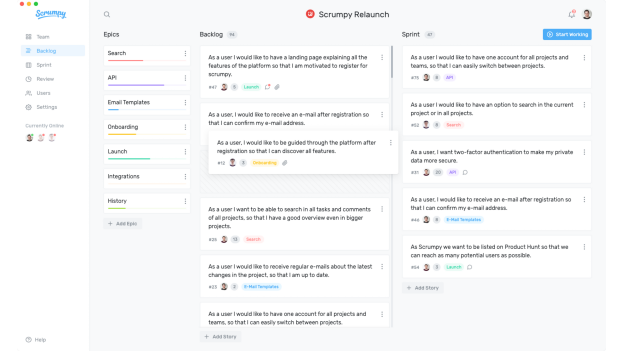 Scrumpy
Team
Backlog
Sprint
Review
Users
Settings
Currently Online
Help
Scrumpy Relaunch
Epics
Search
API
Email Templates
Onboarding
Launch
Integrations
History
+ Add Epic
Backlog 96
As a user I would like to have a landing page explaining all the
features of the platform so that I am motivated to register for
scrumpy.
#47 5 Launch
As a user, I would like to receive an e-mail after registration so
that I can confirm my e-mail address.
As a user, I would like to be guided through the platform after
registration so that I can discover all features.
#12 3 Onboarding
As a user I want to be able to search in all tasks and comments
of all projects, so that I have a good overview even in bigger
projects.
13 Search
As a user I would like to receive regular e-mails about the latest
changes in the project, so that I am up to date.
#23 5 E-Mail Templates
As a user I would like to have one account for all projects and
teams, so that I can easily switch between projects.
+ Add Story
Sprint
Start Working
As a user, I would like to have one account for all projects and
teams, so that I can easily switch between projects.
#75 8 API
As a user, I would like to have an option to search in the current
project or in all projects.
#62 Search
As a user, I want two-factor authentication to make my private
data more secure.
20 API
As a user, I would like to receive an e-mail after registration so
that I can confirm my e-mail address.
E-Mail Templates
As Scrumpy we want to be listed on Product Hunt so that we
can reach as many potential users as possible.
#54 Launch
+ Add Story